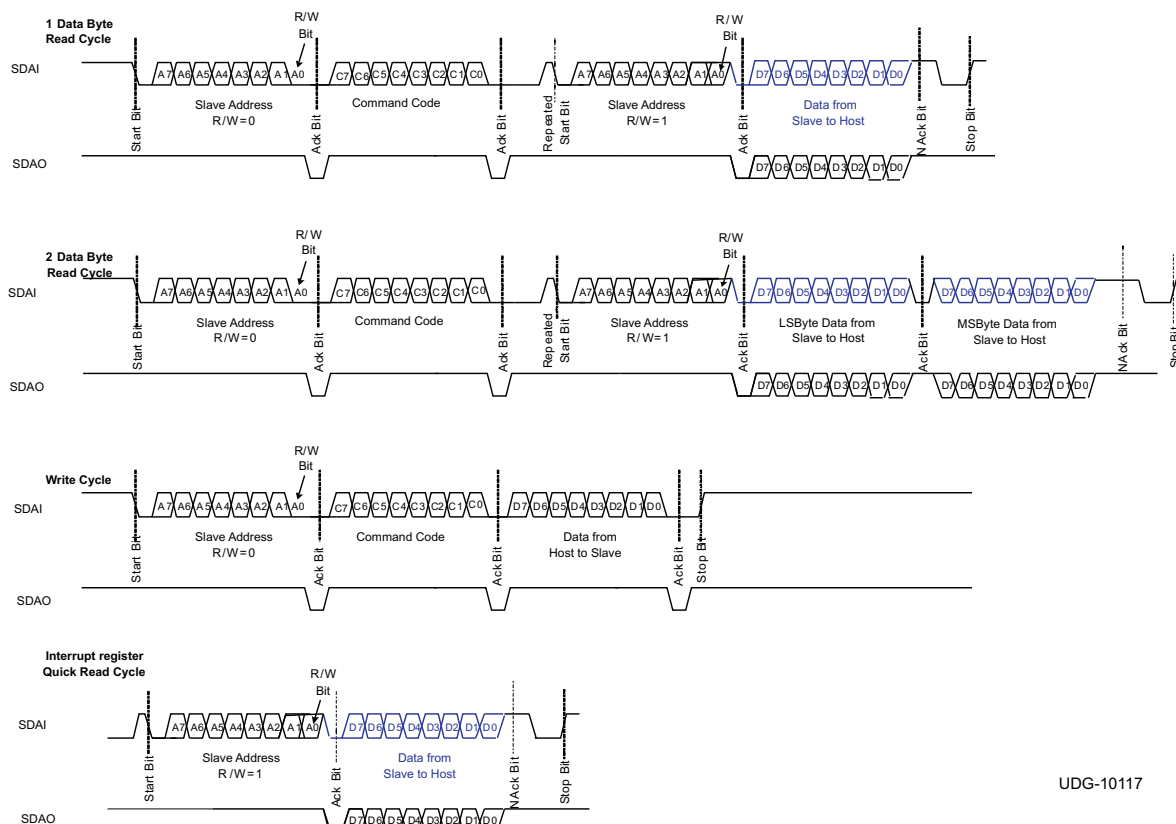 1 Data Byte
Read Cycle
R/W
Bit
R/W
Bit
SDAI
A7 A6 A5 A4 A3 A2 A1 A0
C7 C6 C5 C4 C3 C2 C1 C0
A7 A6 A5 A4 A3 A2 A1 A0
D7 D6 D5 D4 D3 D2 D1 D0
Start Bit
Slave Address
R/W=0
Ack Bit
Command Code
Ack Bit
Repeated
Start Bit
Slave Address
R/W=1
Ack Bit
Data from
Slave to Host
NAck Bit
Stop Bit
SDAO
D7 D6 D5 D4 D3 D2 D1 D0
2 Data Byte
Read Cycle
R/W
Bit
R/W
Bit
SDAI
A7 A6 A5 A4 A3 A2 A1 A0
C7 C6 C5 C4 C3 C2 C1 C0
A7 A6 A5 A4 A3 A2 A1 A0
D7 D6 D5 D4 D3 D2 D1 D0
D7 D6 D5 D4 D3 D2 D1 D0
Start Bit
Slave Address
R/W=0
Ack Bit
Command Code
Ack Bit
Repeated
Start Bit
Slave Address
R/W=1
Ack Bit
LSByte Data from
Slave to Host
Ack Bit
MSByte Data from
Slave to Host
NAck Bit
Stop Bit
SDAO
D7 D6 D5 D4 D3 D2 D1 D0
D7 D6 D5 D4 D3 D2 D1 D0
Write Cycle
R/W
Bit
SDAI
A7 A6 A5 A4 A3 A2 A1 A0
C7 C6 C5 C4 C3 C2 C1 C0
D7 D6 D5 D4 D3 D2 D1 D0
Start Bit
Slave Address
R/W=0
Ack Bit
Command Code
Ack Bit
Data from
Host to Slave
Ack Bit
Stop Bit
SDAO
Interrupt register
Quick Read Cycle
R/W
Bit
SDAI
A7 A6 A5 A4 A3 A2 A1 A0
D7 D6 D5 D4 D3 D2 D1 D0
Start Bit
Slave Address
R/W=1
Ack Bit
Data from
Slave to Host
NAck Bit
Stop Bit
SDAO
D7 D6 D5 D4 D3 D2 D1 D0
UDG-10117